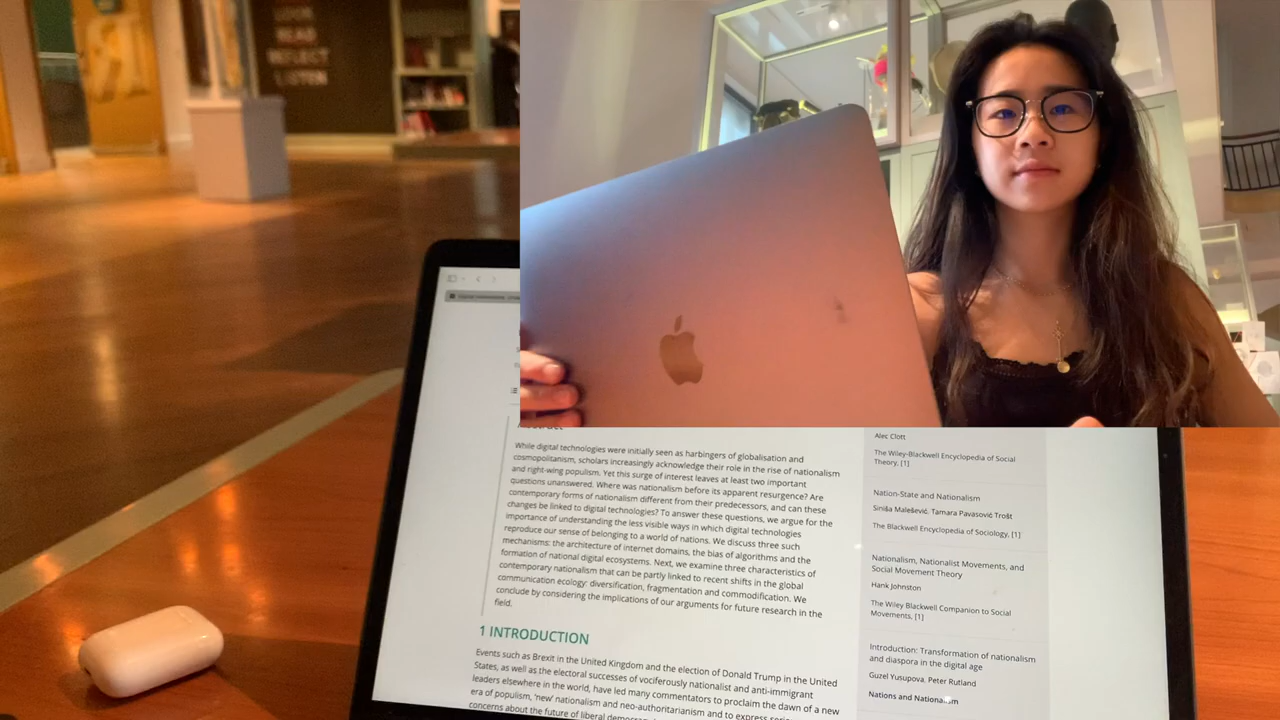 READ
REFLECT
LISTEN
While digital technologies were initially seen as harbingers of globalisation and
cosmopolitanism, scholars increasingly acknowledge their role in the rise of nationalism
and right-wing populism. Yet this surge of interest leaves at least two important
questions unanswered. Where was nationalism before its apparent resurgence? Are
contemporary forms of nationalism different from their predecessors, and can these
changes be linked to digital technologies? To answer these questions, we argue for the
importance of understanding the less visible ways in which digital technologies
reproduce our sense of belonging to a world of nations. We discuss three such
mechanisms: the architecture of internet domains, the bias of algorithms and the
formation of national digital ecosystems. Next, we examine three characteristics of
contemporary nationalism that can be partly linked to recent shifts in the global
communication ecology: diversification, fragmentation and commodification. We
conclude by considering the implications of our arguments for future research in the
field.
1 INTRODUCTION
Events such as Brexit in the United Kingdom and the election of Donald Trump in the United
States, as well as the electoral successes of vociferously nationalist and anti-immigrant
leaders elsewhere in the world, have led many commentators to proclaim the dawn of a new
era of populism, 'new' nationalism and neo-authoritarianism and to express
concerns about the future of liberal
Alec Clott
The Wiley-Blackwell Encyclopedia of Social
Theory, [1]
Nation-State and Nationalism
Siniša Malešević, Tamara Pavasović Trošt
The Blackwell Encyclopedia of Sociology, [1]
Nationalism, Nationalist Movements, and
Social Movement Theory
Hank Johnston
The Wiley Blackwell Companion to Social
Movements, [1]
Introduction: Transformation of nationalism
and diaspora in the digital age
Guzel Yusupova, Peter Rutland
Nations and Nationalism